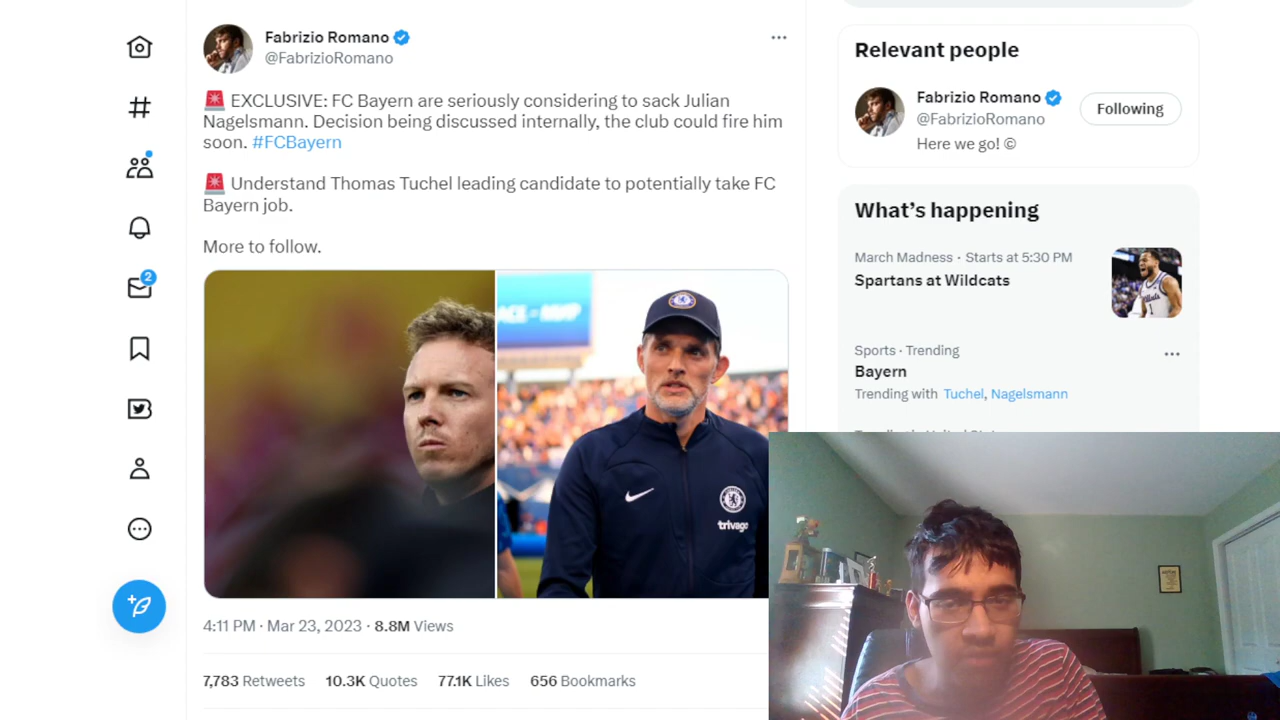 Fabrizio Romano
@FabrizioRomano
🚨 EXCLUSIVE: FC Bayern are seriously considering to sack Julian
Nagelsmann. Decision being discussed internally, the club could fire him
soon. #FCBayern
🚨 Understand Thomas Tuchel leading candidate to potentially take FC
Bayern job.
More to follow.
trivago
4:11 PM · Mar 23, 2023 · 8.8M Views
7,783 Retweets 10.3K Quotes 77.1K Likes 656 Bookmarks
2
Relevant people
Fabrizio Romano
@FabrizioRomano
Following
Here we go! ©
What's happening
March Madness · Starts at 5:30 PM
Spartans at Wildcats
Sports · Trending
Bayern
Trending with Tuchel, Nagelsmann